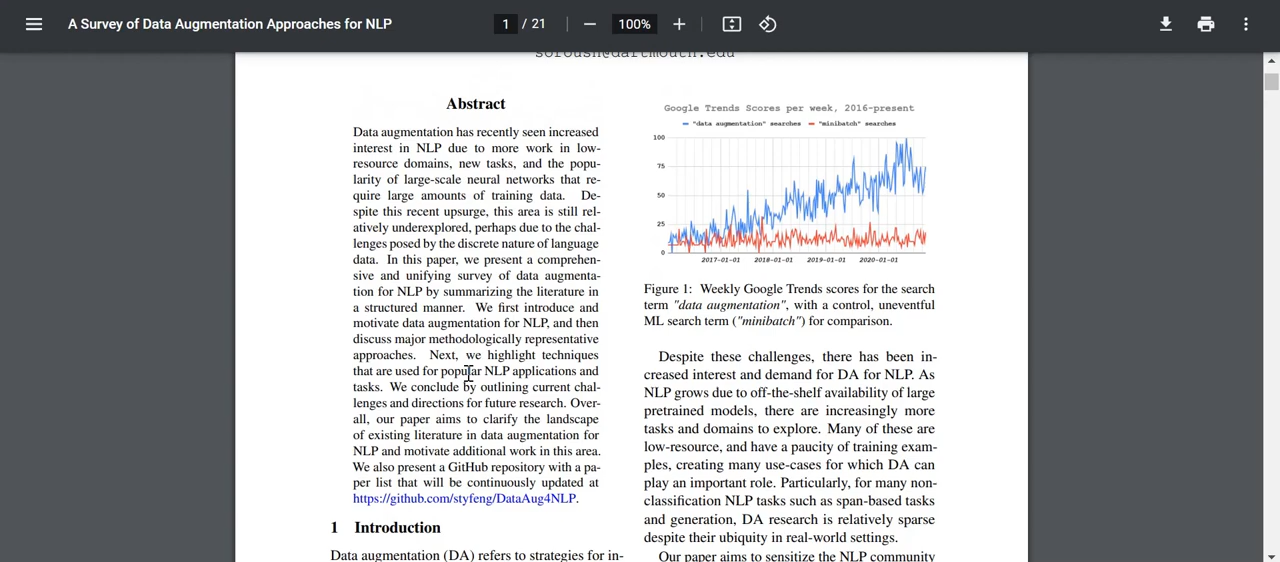 A Survey of Data Augmentation Approaches for NLP
1 / 21
100%
soroush@dartmouth.edu
Abstract
Data augmentation has recently seen increased
interest in NLP due to more work in low-
resource domains, new tasks, and the popu-
larity of large-scale neural networks that re-
quire large amounts of training data. De-
spite this recent upsurge, this area is still rel-
atively underexplored, perhaps due to the chal-
lenges posed by the discrete nature of language
data. In this paper, we present a comprehen-
sive and unifying survey of data augmenta-
tion for NLP by summarizing the literature in
a structured manner. We first introduce and
motivate data augmentation for NLP, and then
discuss major methodologically representative
approaches. Next, we highlight techniques
that are used for popular NLP applications and
tasks. We conclude by outlining current chal-
lenges and directions for future research. Over-
all, our paper aims to clarify the landscape
of existing literature in data augmentation for
NLP and motivate additional work in this area.
We also present a GitHub repository with a pa-
per list that will be continuously updated at
https://github.com/styfeng/DataAug4NLP.
1 Introduction
Data augmentation (DA) refers to strategies for in-
Google Trends Scores per week, 2016-present
"data augmentation" searches "minibatch" searches
100
75
50
25
0
2017-01-01 2018-01-01 2019-01-01 2020-01-01
Figure 1: Weekly Google Trends scores for the search
term "data augmentation", with a control, uneventful
ML search term ("minibatch") for comparison.
Despite these challenges, there has been in-
creased interest and demand for DA for NLP. As
NLP grows due to off-the-shelf availability of large
pretrained models, there are increasingly more
tasks and domains to explore. Many of these are
low-resource, and have a paucity of training exam-
ples, creating many use-cases for which DA can
play an important role. Particularly, for many non-
classification NLP tasks such as span-based tasks
and generation, DA research is relatively sparse
despite their ubiquity in real-world settings.
Our paper aims to sensitize the NLP community